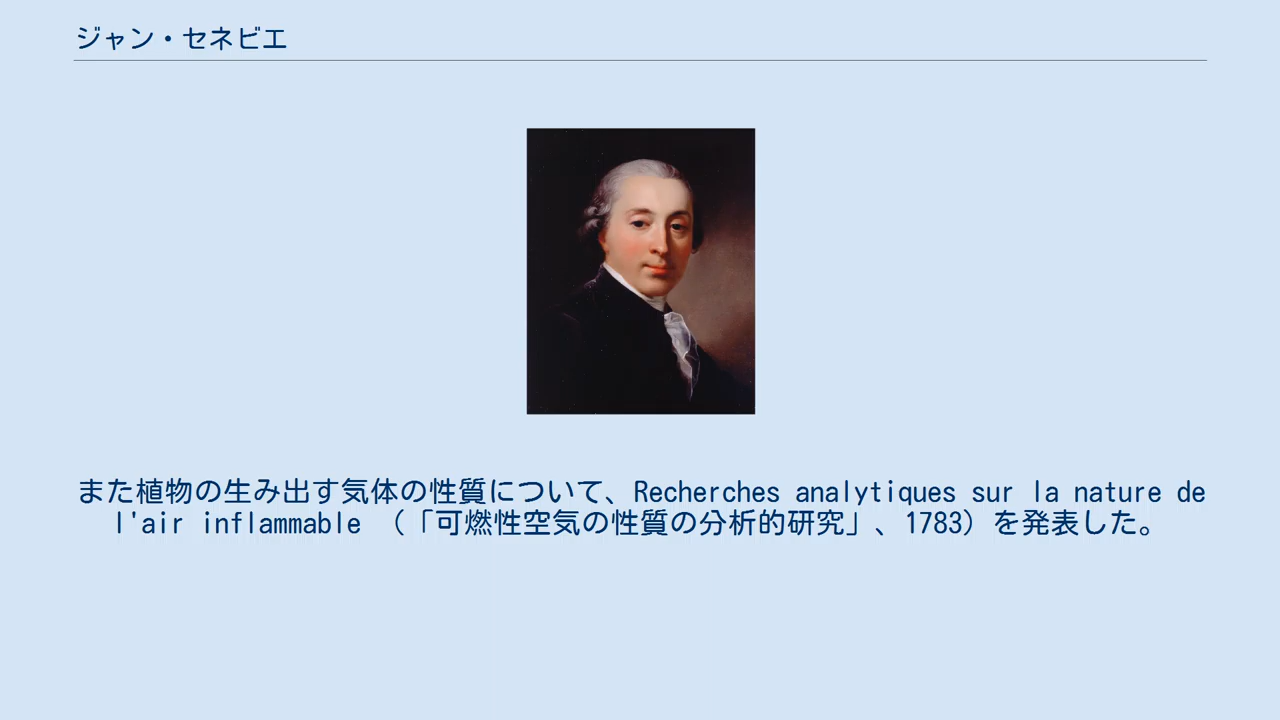 ジャン・セネビエ
また植物の生み出す気体の性質について、Recherches analytiques sur la nature de
l'air inflammable （「可燃性空気の性質の分析的研究」、1783）を発表した。